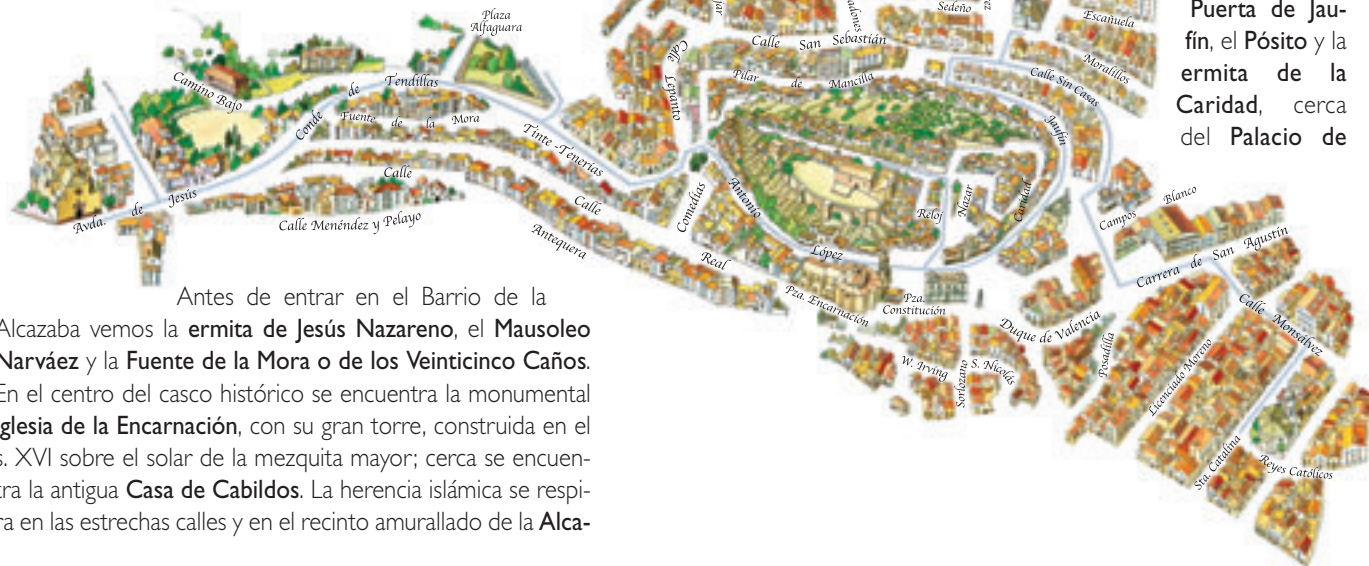 Antes de entrar en el Barrio de la
Alcazaba vemos la ermita de Jesús Nazareno, el Mausoleo
Narváez y la Fuente de la Mora o de los Veinticinco Caños.
En el centro del casco histórico se encuentra la monumental
glesia de la Encarnación, con su gran torre, construida en el
s. XVI sobre el solar de la mezquita mayor; cerca se encuen-
tra la antigua Casa de Cabildos. La herencia islámica se respi-
ra en las estrechas calles y en el recinto amurallado de la Alca-
Puerta de Jau-
fín, el Pósito y la
ermita de la
Caridad, cerca
del Palacio de
Plaza
Alfaguara
Camino Bajo
Conde de Tendillas
Fuente de la Mora
Tinte -Tenerías
Avda. de Jesús
Calle
Calle Menéndez y Pelayo
Calle
Antequera
Real
Comedias
Calle Lepanto
Calle San Sebastián
Sedeño
Escañuela
Moralillos
Calle Sin Casas
Pilar de Mancilla
Jaufín
Antonio
López
Reloj
Nazar
Caridad
Campos
Blanco
Carrera de San Agustín
Calle Monsálvez
Pza. Encarnación
Pza.
Constitución
Duque de Valencia
W. Irving
Sorlozano
S. Nicolás
Posadilla
Licenciado Moreno
Sta. Catalina
Reyes Católicos